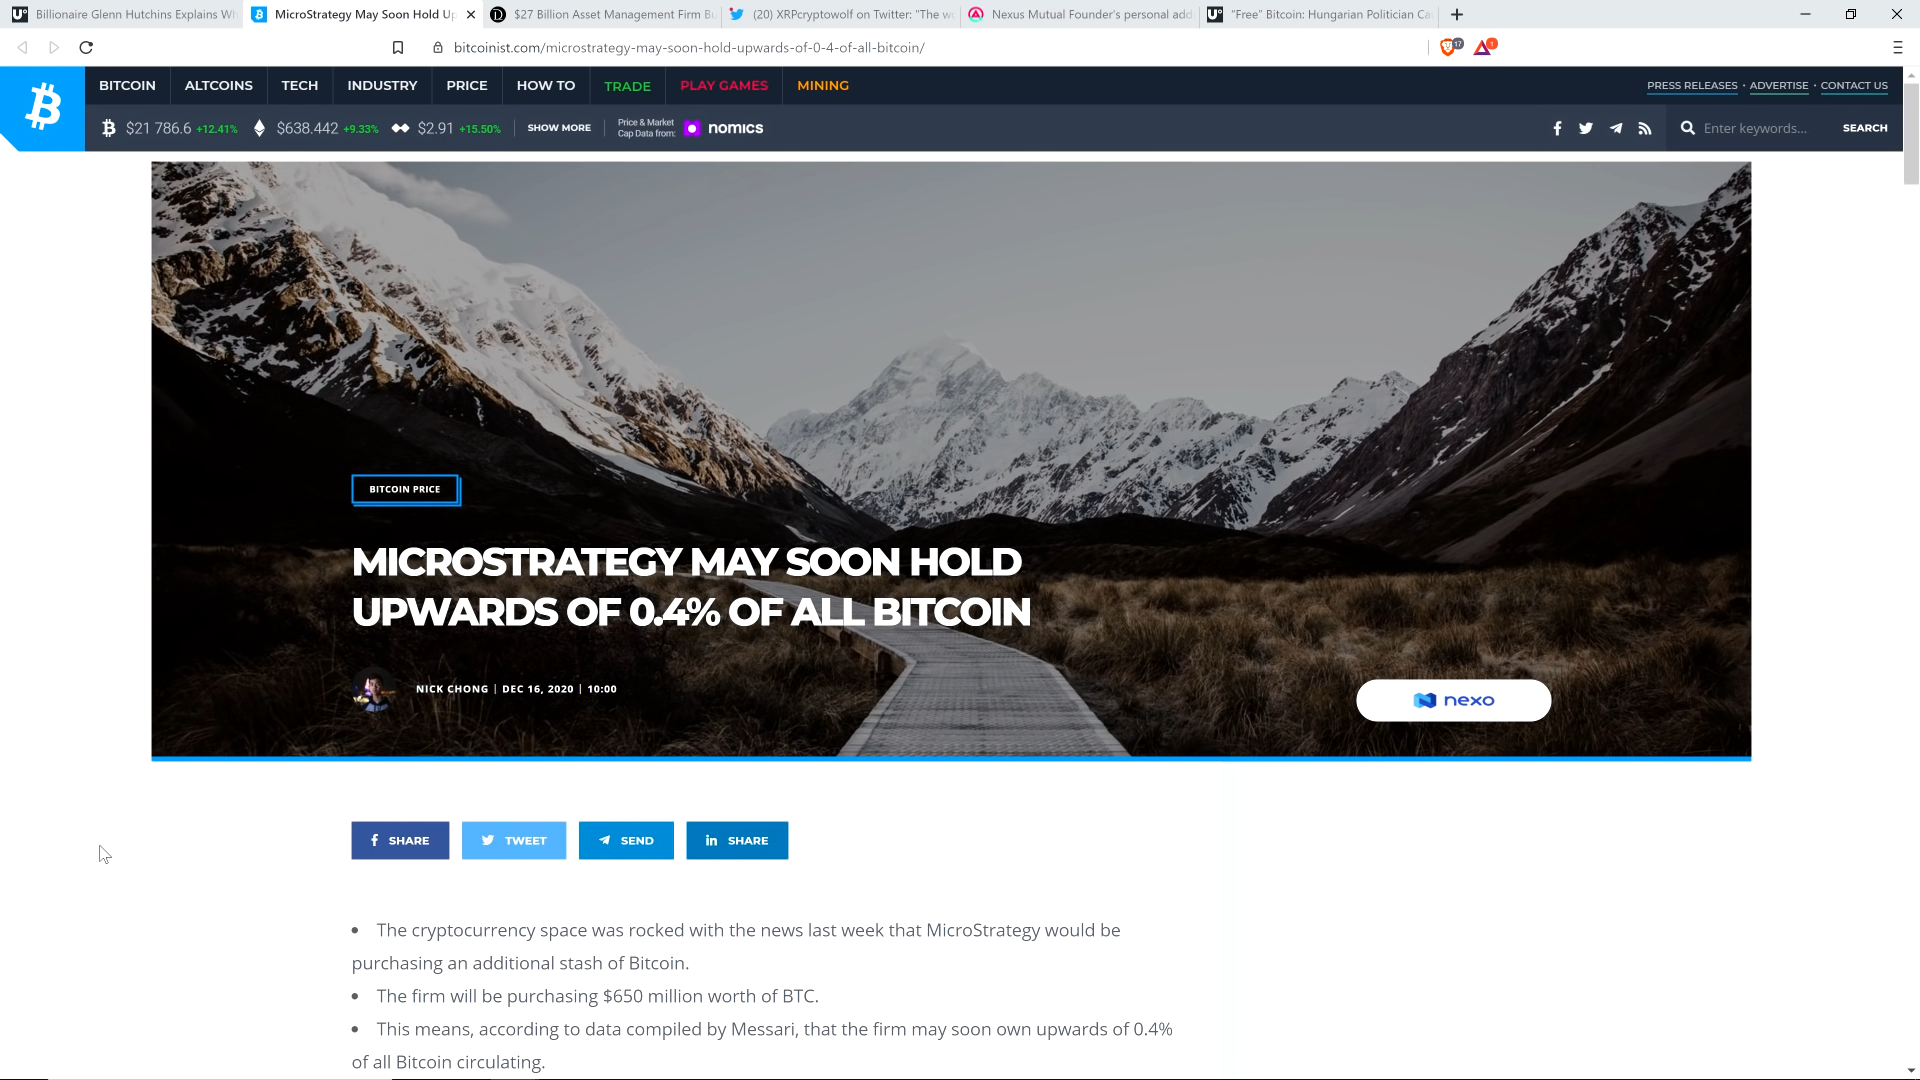 Billionaire Glenn Hutchins Explains Wh
MicroStrategy May Soon Hold Up
$27 Billion Asset Management Firm Bu
(20) XRPcryptowolf on Twitter: "The w
Nexus Mutual Founder's personal add
"Free" Bitcoin: Hungarian Politician Ca
bitcoinist.com/microstrategy-may-soon-hold-upwards-of-0-4-of-all-bitcoin/
17
1
BITCOIN
ALTCOINS
TECH
INDUSTRY
PRICE
HOW TO
TRADE
PLAY GAMES
MINING
PRESS RELEASES · ADVERTISE · CONTACT US
$21 786.6 +12.41%
$638.442 +9.33%
$2.91 +15.50%
SHOW MORE
Price & Market
Cap Data from:
nomics
Enter keywords...
SEARCH
BITCOIN PRICE
MICROSTRATEGY MAY SOON HOLD
UPWARDS OF 0.4% OF ALL BITCOIN
NICK CHONG | DEC 16, 2020 | 10:00
nexo
SHARE
TWEET
SEND
SHARE
• The cryptocurrency space was rocked with the news last week that MicroStrategy would be
purchasing an additional stash of Bitcoin.
• The firm will be purchasing $650 million worth of BTC.
• This means, according to data compiled by Messari, that the firm may soon own upwards of 0.4%
of all Bitcoin circulating.